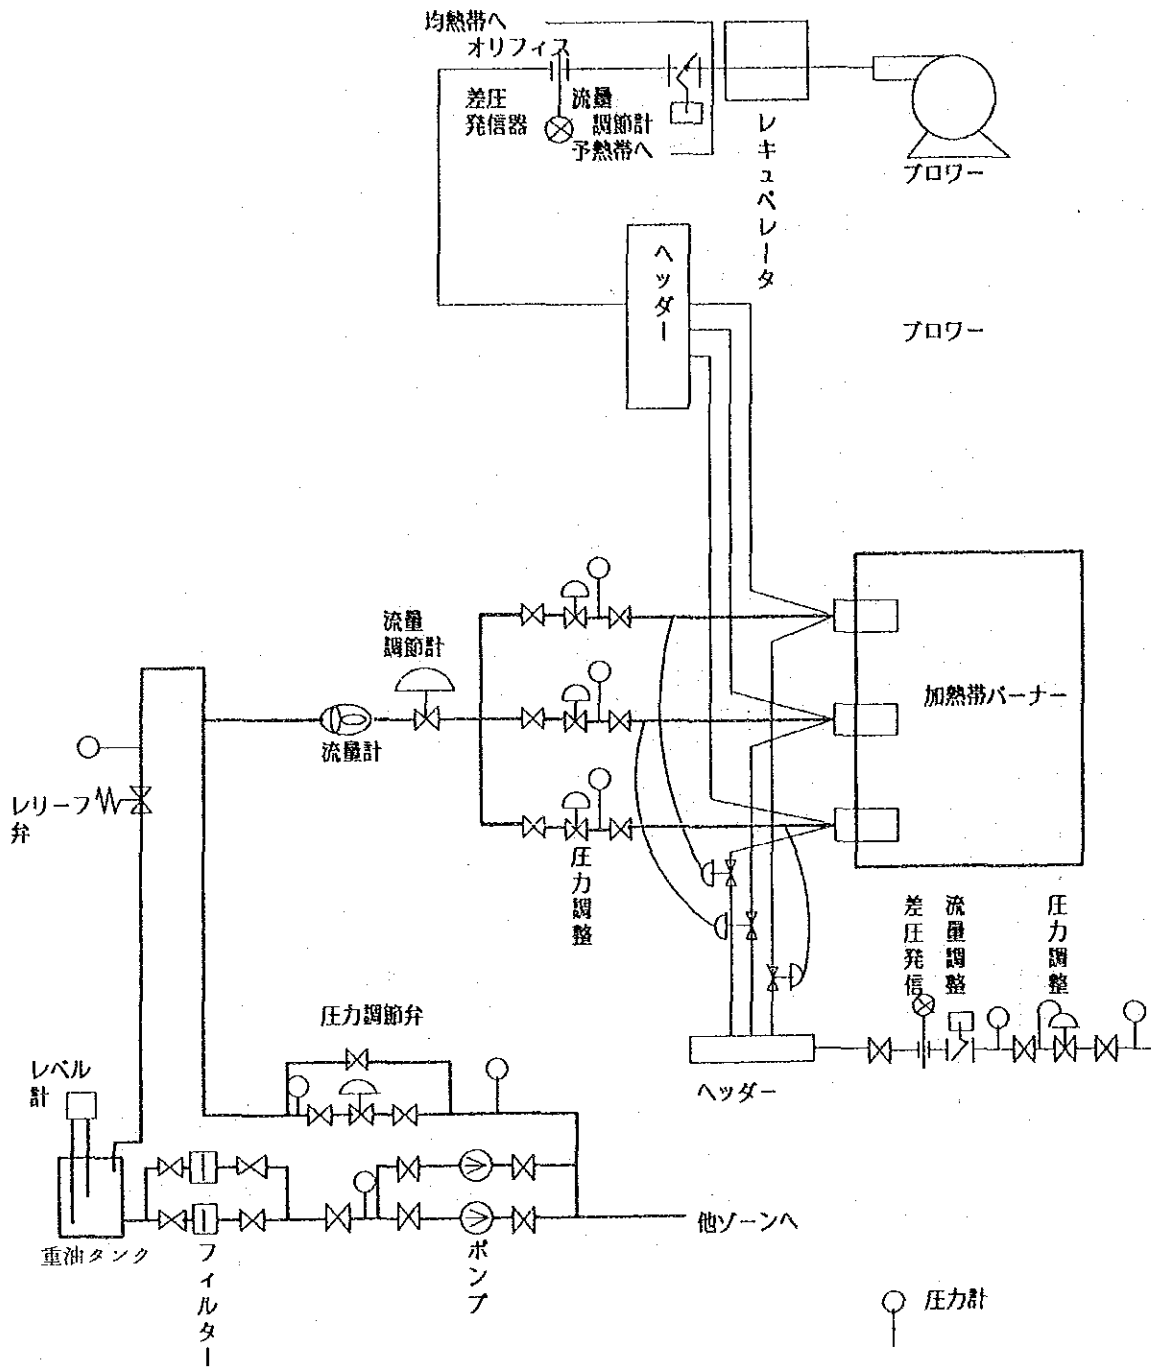 均熱帯へ
オリフィス
差圧
発信器
流量
調節計
予熱帯へ
レキュペレータ
ブロワー
ヘッダー
ブロワー
流量
調節計
流量計
加熱帯バーナー
レリーフ
弁
圧力調整
差圧発信
流量調整
圧力調整
圧力調節弁
レベル
計
ヘッダー
重油タンク
フィルター
ポンプ
他ゾーンへ
圧力計